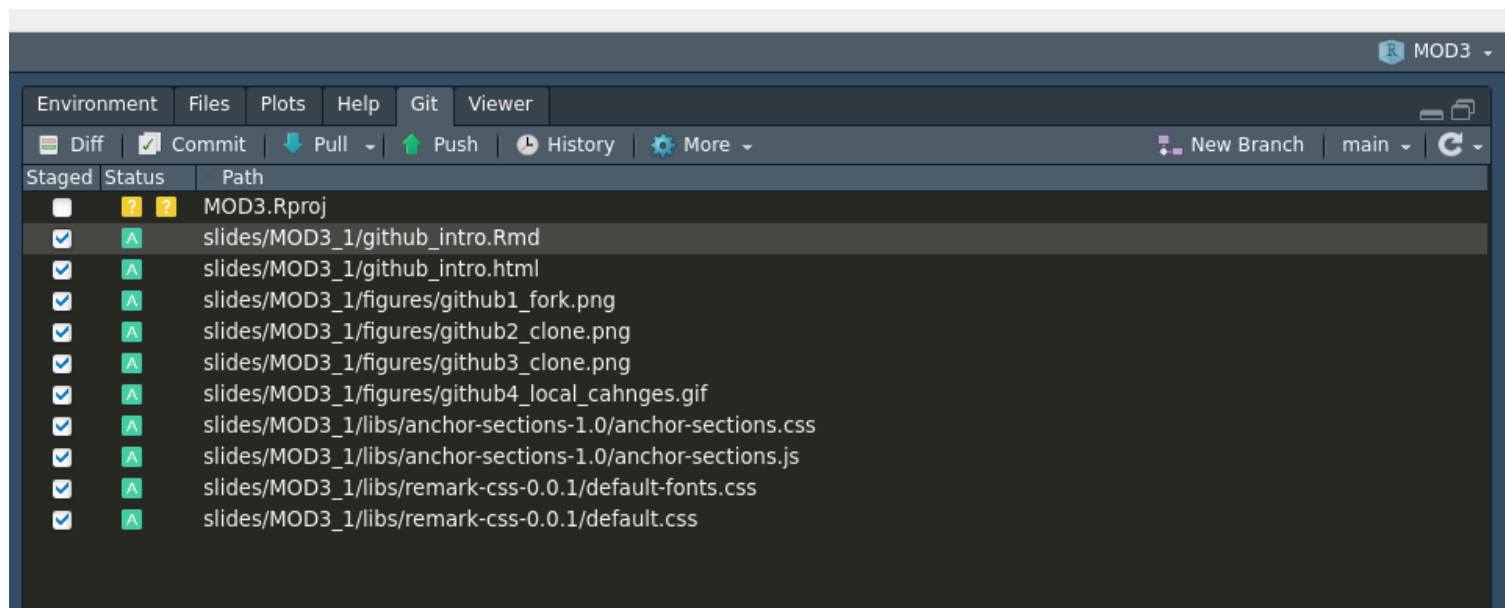 MOD3
Environment Files Plots Help Git Viewer
Diff Commit Pull Push History More New Branch main
Staged Status Path
? ? MOD3.Rproj
A slides/MOD3_1/github_intro.Rmd
A slides/MOD3_1/github_intro.html
A slides/MOD3_1/figures/github1_fork.png
A slides/MOD3_1/figures/github2_clone.png
A slides/MOD3_1/figures/github3_clone.png
A slides/MOD3_1/figures/github4_local_cahnges.gif
A slides/MOD3_1/libs/anchor-sections-1.0/anchor-sections.css
A slides/MOD3_1/libs/anchor-sections-1.0/anchor-sections.js
A slides/MOD3_1/libs/remark-css-0.0.1/default-fonts.css
A slides/MOD3_1/libs/remark-css-0.0.1/default.css